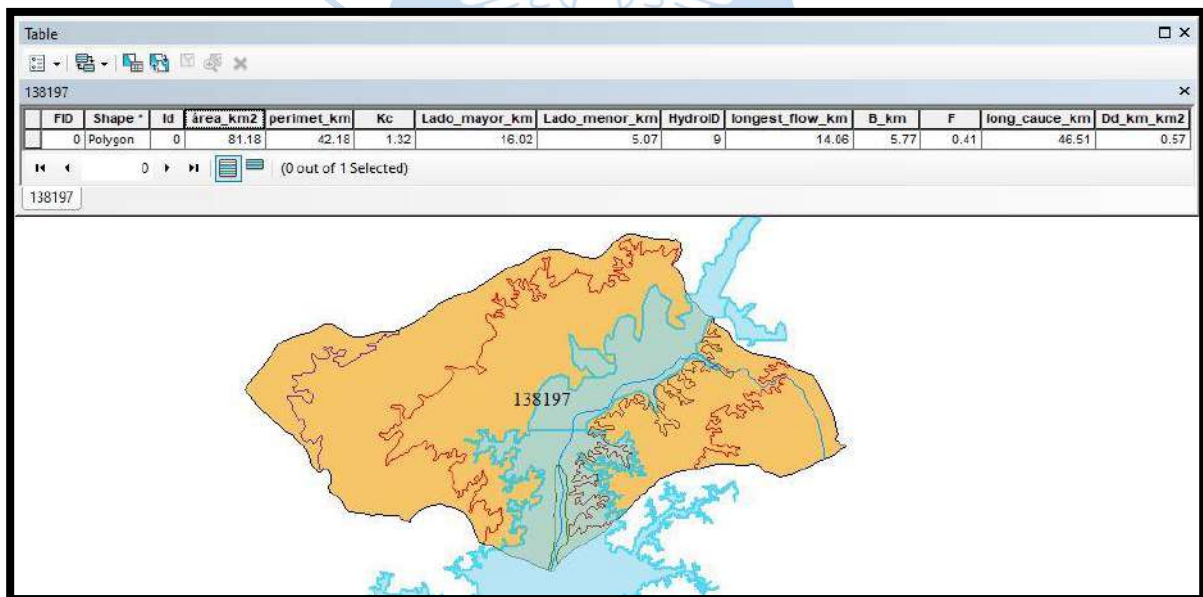 Table
138197
FID Shape * Id área_km2 perimet_km Kc Lado_mayor_km Lado_menor_km HydroID longest_flow_km B_km F long_cauce_km Dd_km_km2
0 Polygon 0 81.18 42.18 1.32 16.02 5.07 9 14.06 5.77 0.41 46.51 0.57
0 (0 out of 1 Selected)
138197
138197